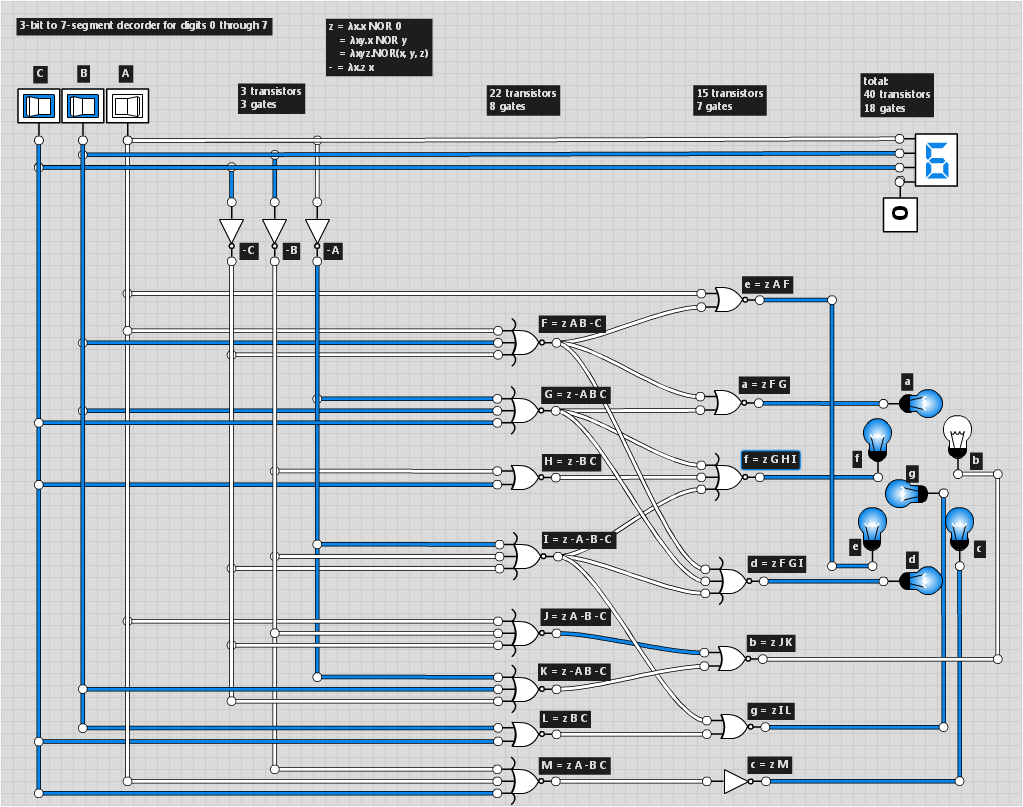 3-bit to 7-segment decorder for digits 0 through 7
z = λx.x NOR 0
= λxy.x NOR y
= λxyz.NOR(x, y, z)
- = λx.z x
C
B
A
3 transistors
3 gates
22 transistors
8 gates
15 transistors
7 gates
total:
40 transistors
18 gates
6
0
-C
-B
-A
e = z A F
F = z A B -C
a = z F G
G = z -A B C
a
f = z G H I
H = z -B C
f
b
g
I = z -A -B -C
e
c
d = z F G I
d
J = z A -B -C
b = z J K
K = z -A B -C
L = z B C
g = z I L
M = z A -B C
c = z M